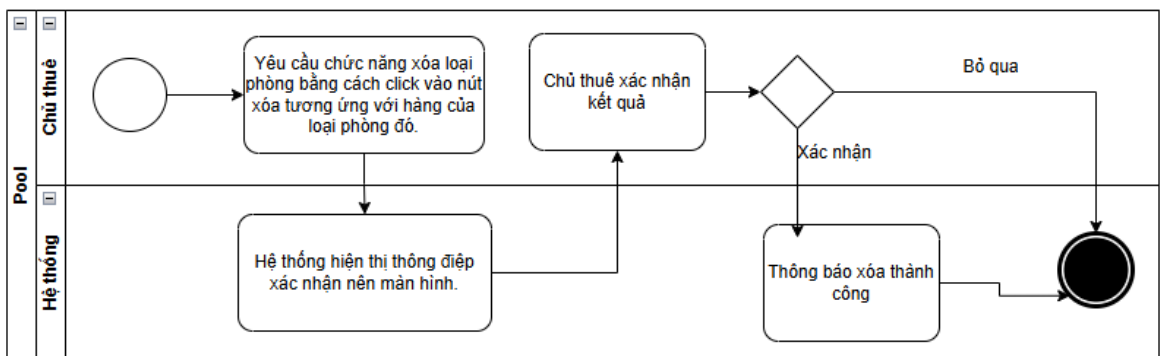 Pool
Chủ thuê
Yêu cầu chức năng xóa loại
phòng bằng cách click vào nút
xóa tương ứng với hàng của
loại phòng đó.
Chủ thuê xác nhận
kết quả
Bỏ qua
Xác nhận
Hệ thống
Hệ thống hiện thị thông điệp
xác nhận nên màn hình.
Thông báo xóa thành
công